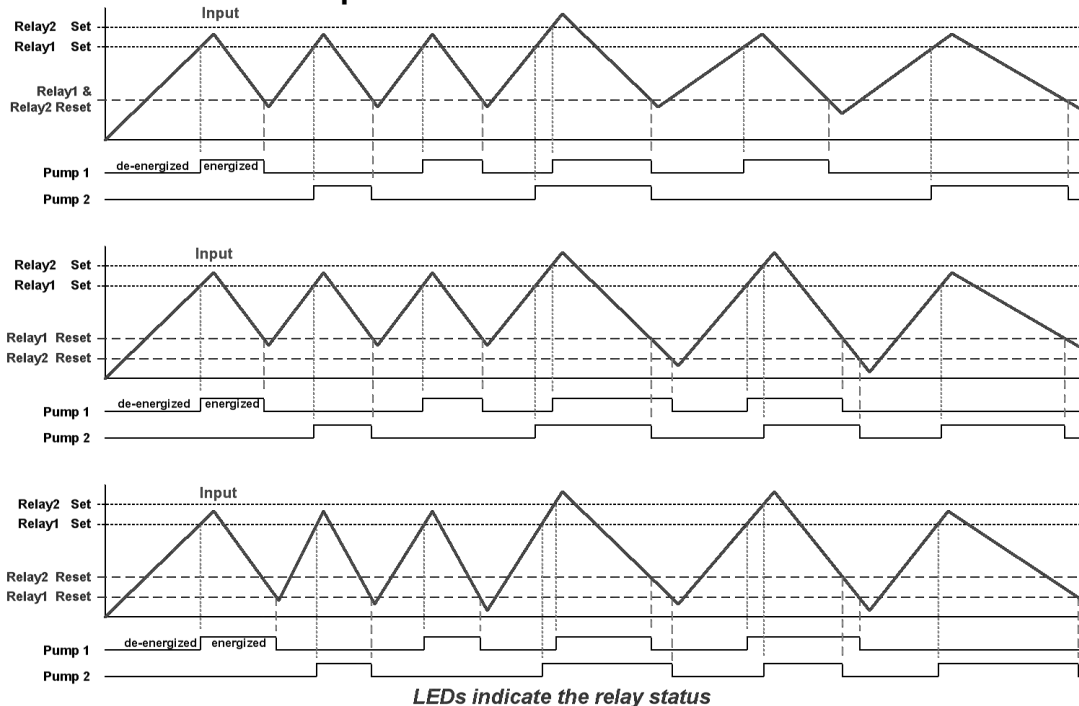 Input
Relay2 Set
Relay1 Set
Relay1 &
Relay2 Reset
de-energized energized
Pump 1
Pump 2
Input
Relay2 Set
Relay1 Set
Relay1 Reset
Relay2 Reset
de-energized energized
Pump 1
Pump 2
Input
Relay2 Set
Relay1 Set
Relay2 Reset
Relay1 Reset
de-energized energized
Pump 1
Pump 2
LEDs indicate the relay status